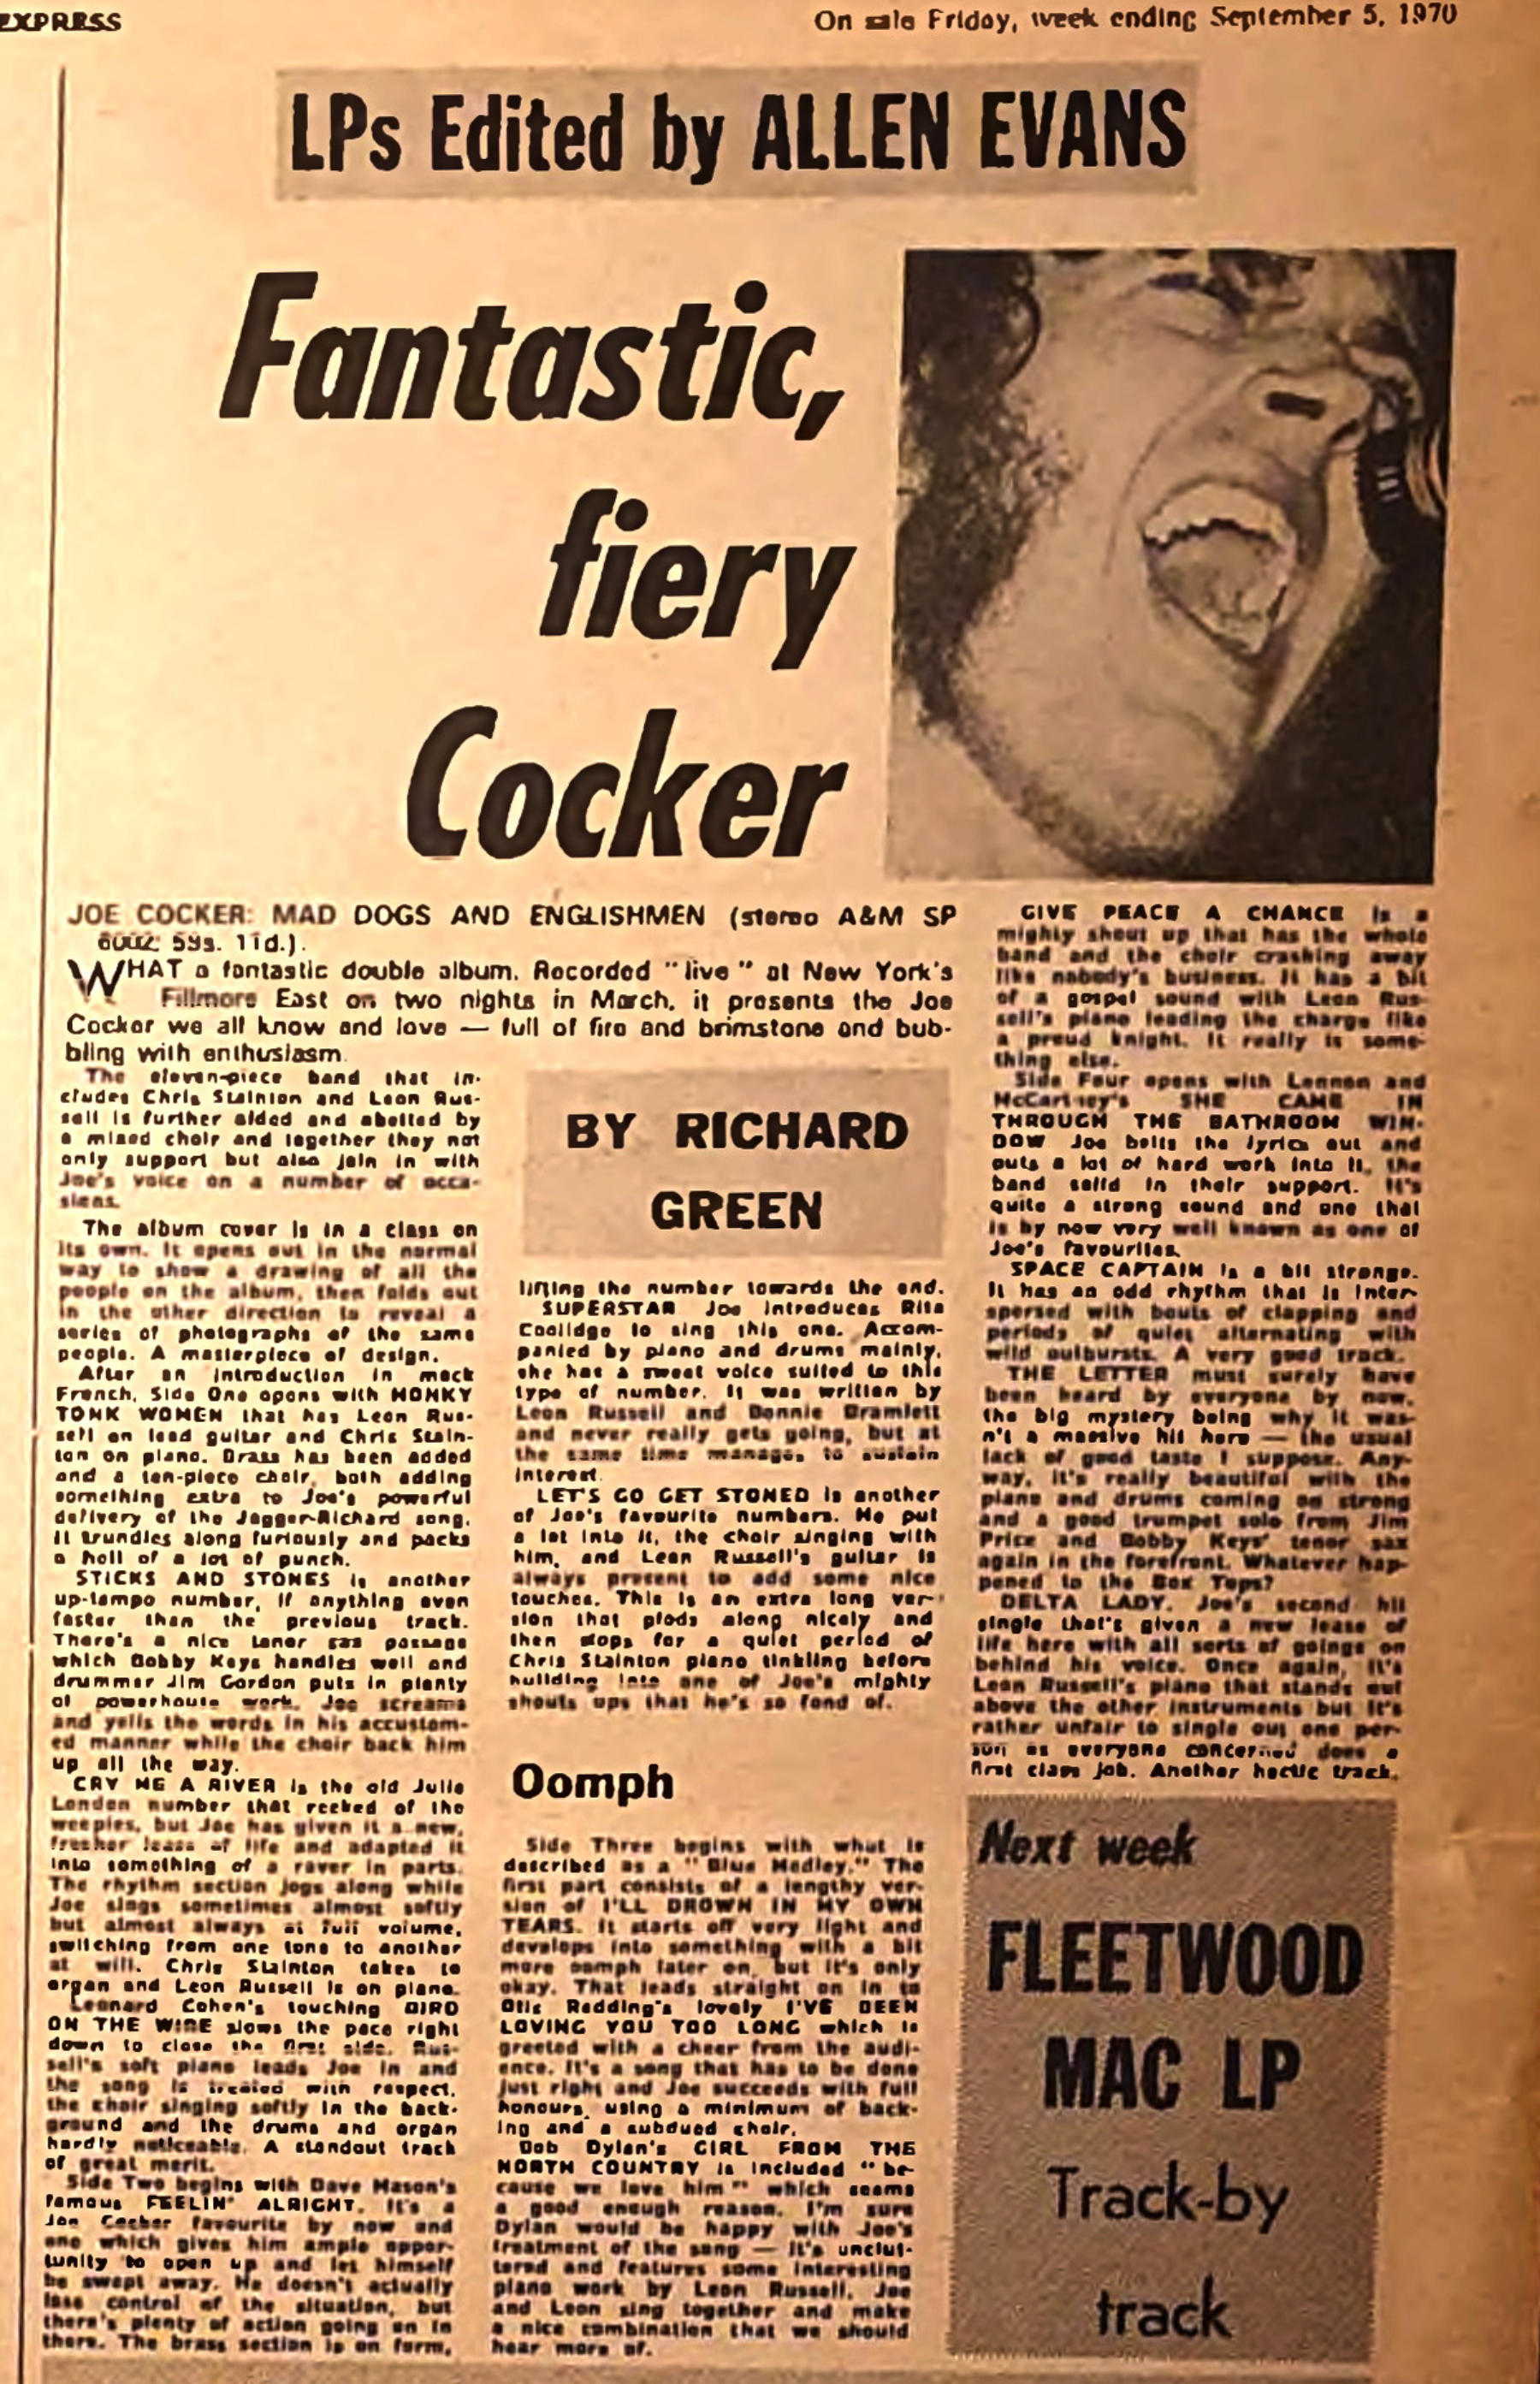 EXPRESS
On sale Friday, week ending September 5, 1970
LPs Edited by ALLEN EVANS
Fantastic,
fiery
Cocker
JOE COCKER: MAD DOGS AND ENGLISHMEN (stereo A&M SP
6002 59s. 11d.).
WHAT a fantastic double album. Recorded "live" at New York's
Fillmore East on two nights in March, it presents the Joe
Cocker we all know and love — full of fire and brimstone and bub-
bling with enthusiasm.
The eleven-piece band that in-
cludes Chris Stainton and Leon Rus-
sell is further aided and abetted by
a mixed choir and together they not
only support but also join in with
Joe's voice on a number of occa-
sions.
The album cover is in a class on
its own. It opens out in the normal
way to show a drawing of all the
people on the album, then folds out
in the other direction to reveal a
series of photographs of the same
people. A masterpiece of design.
After an introduction in mock
French, Side One opens with HONKY
TONK WOMEN that has Leon Rus-
sell on lead guitar and Chris Stain-
ton on piano. Brass has been added
and a ten-piece choir, both adding
something extra to Joe's powerful
delivery of the Jagger-Richard song.
It trundles along furiously and packs
a hell of a lot of punch.
STICKS AND STONES is another
up-tempo number, if anything even
faster than the previous track.
There's a nice tenor sax passage
which Bobby Keys handles well and
drummer Jim Gordon puts in plenty
of powerhouse work. Joe screams
and yells the words in his accustom-
ed manner while the choir back him
up all the way.
CRY ME A RIVER is the old Julie
London number that reeked of the
weepies, but Joe has given it a new,
fresher lease of life and adapted it
into something of a raver in parts.
The rhythm section jogs along while
Joe sings sometimes almost softly
but almost always at full volume,
switching from one tone to another
at will. Chris Stainton takes to
organ and Leon Russell is on piano.
Leonard Cohen's touching BIRD
ON THE WIRE slows the pace right
down to close the first side. Rus-
sell's soft piano leads Joe in and
the song is treated with respect,
the choir singing softly in the back-
ground and the drums and organ
hardly noticeable. A standout track
of great merit.
Side Two begins with Dave Mason's
famous FEELIN' ALRIGHT. It's a
Joe Cocker favourite by now and
one which gives him ample oppor-
tunity to open up and let himself
be swept away. He doesn't actually
lose control of the situation, but
there's plenty of action going on in
there. The brass section is on form,
BY RICHARD
GREEN
lifting the number towards the end.
SUPERSTAR Joe introduces Rita
Coolidge to sing this one. Accom-
panied by piano and drums mainly,
she has a sweet voice suited to this
type of number. It was written by
Leon Russell and Bonnie Bramlett
and never really gets going, but at
the same time manages to sustain
interest.
LET'S GO GET STONED is another
of Joe's favourite numbers. He put
a lot into it, the choir singing with
him, and Leon Russell's guitar is
always present to add some nice
touches. This is an extra long ver-
sion that plods along nicely and
then stops for a quiet period of
Chris Stainton piano tinkling before
building into one of Joe's mighty
shouts ups that he's so fond of.
Oomph
Side Three begins with what is
described as a "Blue Medley." The
first part consists of a lengthy ver-
sion of I'LL DROWN IN MY OWN
TEARS. It starts off very light and
develops into something with a bit
more oomph later on, but it's only
okay. That leads straight on in to
Otis Redding's lovely I'VE BEEN
LOVING YOU TOO LONG which is
greeted with a cheer from the audi-
ence. It's a song that has to be done
just right and Joe succeeds with full
honours, using a minimum of back-
ing and a subdued choir.
Bob Dylan's GIRL FROM THE
NORTH COUNTRY is included "be-
cause we love him" which seems
a good enough reason. I'm sure
Dylan would be happy with Joe's
treatment of the song — it's unclut-
tered and features some interesting
piano work by Leon Russell. Joe
and Leon sing together and make
a nice combination that we should
hear more of.
GIVE PEACE A CHANCE is a
mighty shout up that has the whole
band and the choir crashing away
like nobody's business. It has a bit
of a gospel sound with Leon Rus-
sell's piano leading the charge like
a proud knight. It really is some-
thing else.
Side Four opens with Lennon and
McCartney's SHE CAME IN
THROUGH THE BATHROOM WIN-
DOW Joe belts the lyrics out and
puts a lot of hard work into it, the
band solid in their support. It's
quite a strong sound and one that
is by now very well known as one of
Joe's favourites.
SPACE CAPTAIN is a bit strange.
It has an odd rhythm that is inter-
spersed with bouts of clapping and
periods of quiet alternating with
wild outbursts. A very good track.
THE LETTER must surely have
been heard by everyone by now,
the big mystery being why it was-
n't a massive hit here — the usual
lack of good taste I suppose. Any-
way, it's really beautiful with the
piano and drums coming on strong
and a good trumpet solo from Jim
Price and Bobby Keys' tenor sax
again in the forefront. Whatever hap-
pened to the Box Tops?
DELTA LADY. Joe's second hit
single that's given a new lease of
life here with all sorts of goings on
behind his voice. Once again, it's
Leon Russell's piano that stands out
above the other instruments but it's
rather unfair to single out one per-
son as everyone concerned does a
first class job. Another hectic track.
Next week
FLEETWOOD
MAC LP
Track-by
track